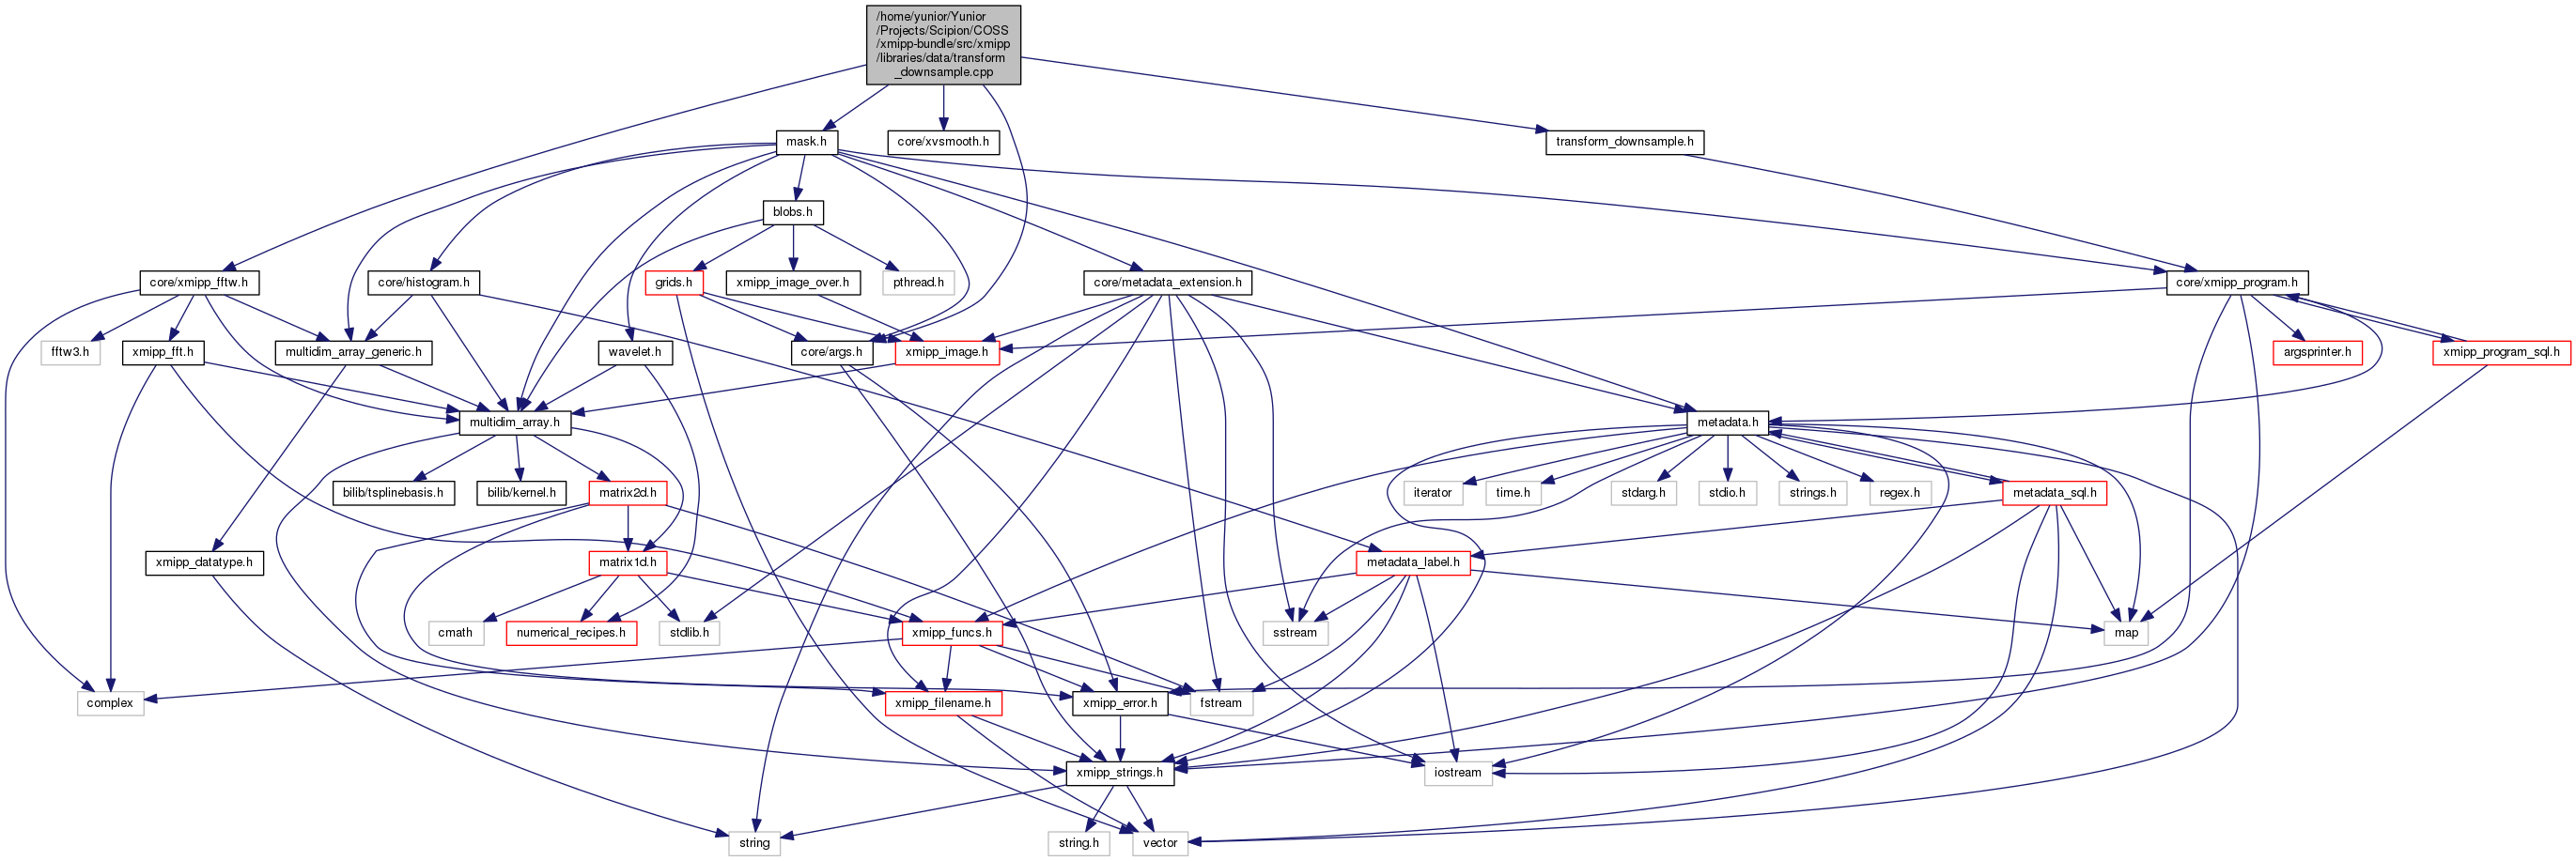 /home/yunior/Yunior
/Projects/Scipion/COSS
/xmipp-bundle/src/xmipp
/libraries/data/transform
_downsample.cpp
mask.h
core/xvsmooth.h
transform_downsample.h
blobs.h
core/xmipp_fftw.h
core/histogram.h
grids.h
xmipp_image_over.h
pthread.h
core/metadata_extension.h
core/xmipp_program.h
fftw3.h
xmipp_fft.h
multidim_array_generic.h
wavelet.h
core/args.h
xmipp_image.h
argsprinter.h
xmipp_program_sql.h
multidim_array.h
metadata.h
bilib/tsplinebasis.h
bilib/kernel.h
matrix2d.h
iterator
time.h
stdarg.h
stdio.h
strings.h
regex.h
metadata_sql.h
xmipp_datatype.h
matrix1d.h
metadata_label.h
cmath
numerical_recipes.h
stdlib.h
xmipp_funcs.h
sstream
map
complex
xmipp_filename.h
xmipp_error.h
fstream
xmipp_strings.h
iostream
string
string.h
vector